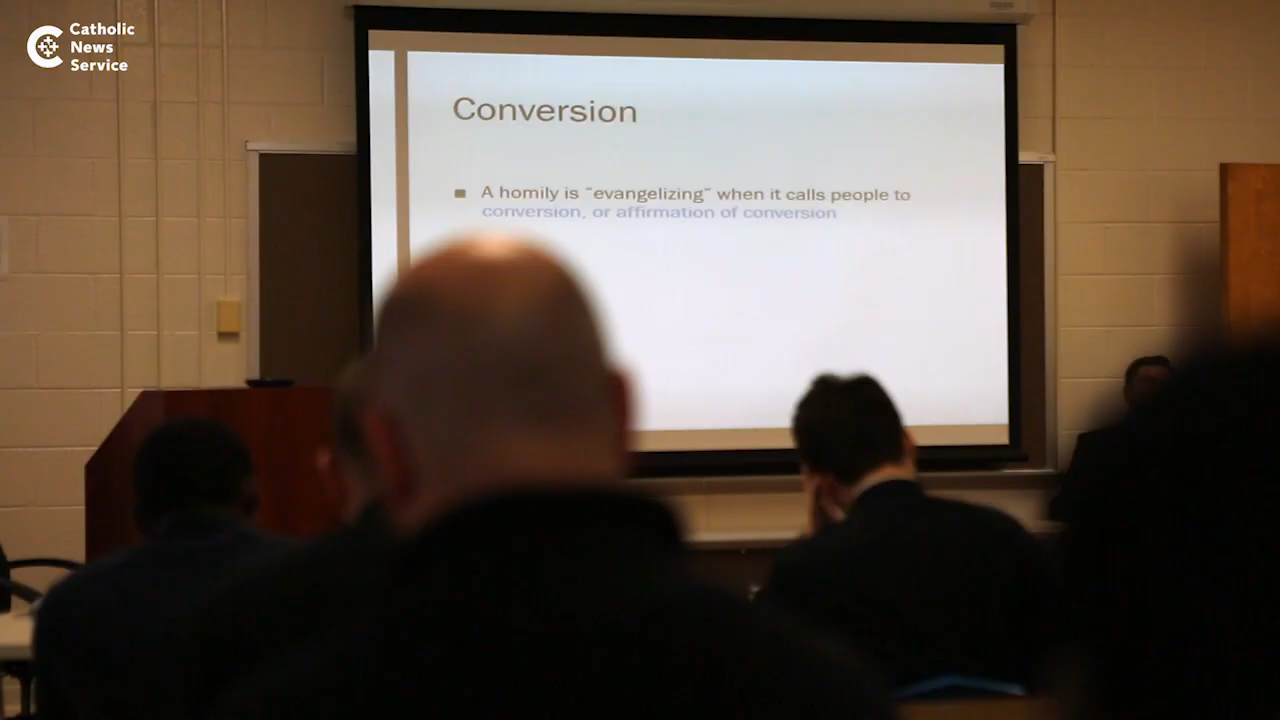 Catholic
News
Service
Conversion
A homily is "evangelizing" when it calls people to
conversion, or affirmation of conversion